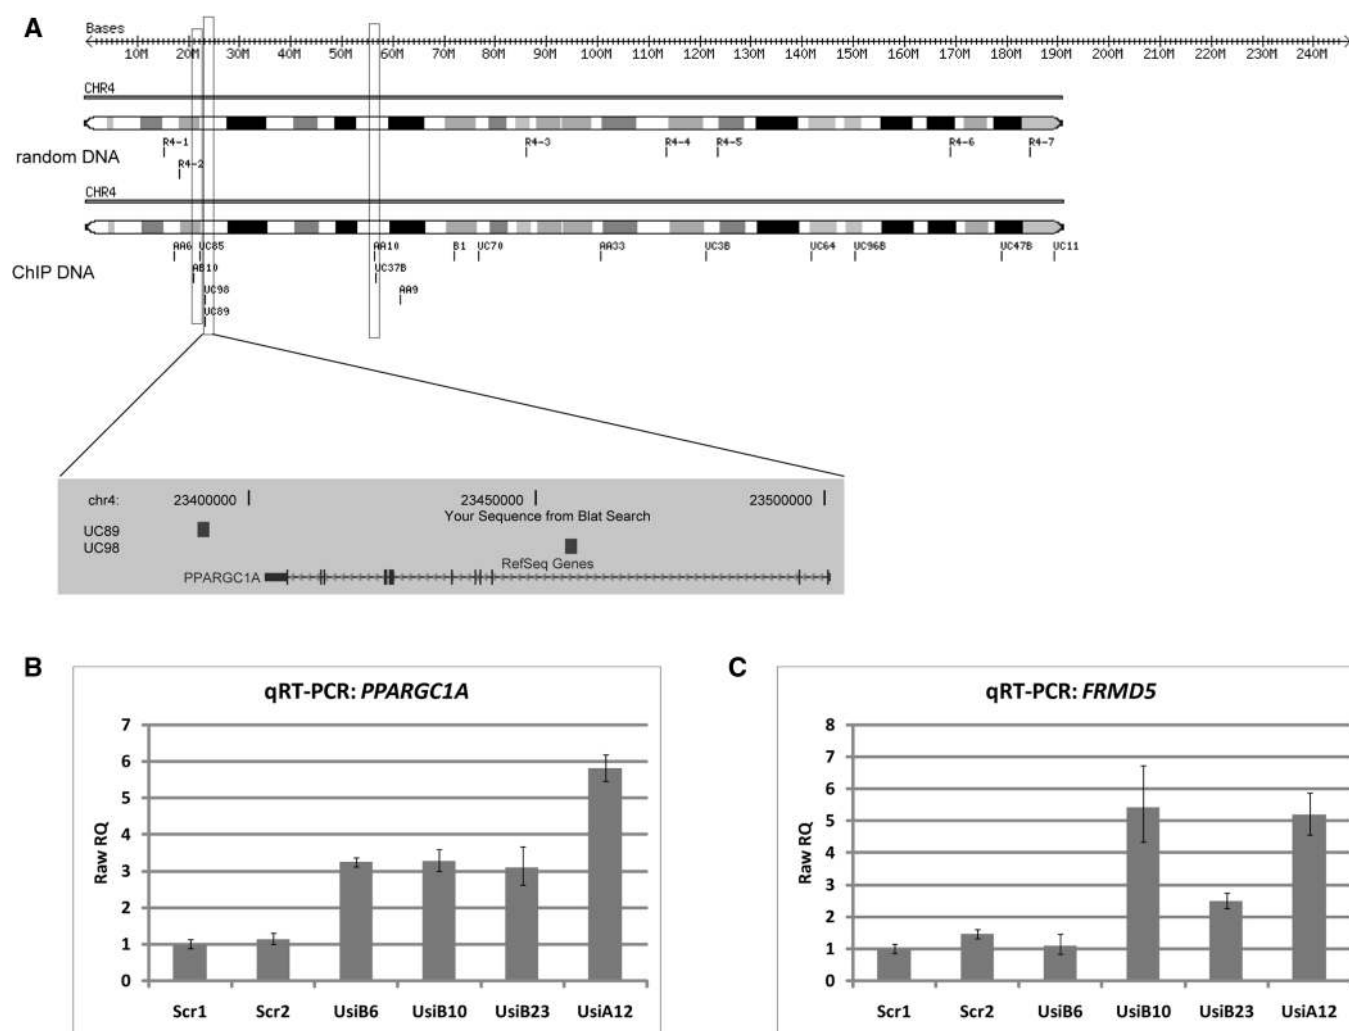 A
Bases
10M 20M 30M 40M 50M 60M 70M 80M 90M 100M 110M 120M 130M 140M 150M 160M 170M 180M 190M 200M 210M 220M 230M 240M
CHR4
R4-1 R4-3 R4-4 R4-5 R4-6 R4-7
random DNA
R4-2
CHR4
AA6 UC85 AA10 B1 UC70 AA33 UC3B UC64 UC96B UC47B UC11
ChIP DNA
AB10 UC37B
UC98 AA9
UC89
chr4: 23400000 23450000 23500000
Your Sequence from Blat Search
UC89
UC98
RefSeq Genes
PPARGC1A
B
qRT-PCR: PPARGC1A
Raw RQ
7
6
5
4
3
2
1
0
Scr1 Scr2 UsiB6 UsiB10 UsiB23 UsiA12
C
qRT-PCR: FRMD5
Raw RQ
8
7
6
5
4
3
2
1
0
Scr1 Scr2 UsiB6 UsiB10 UsiB23 UsiA12